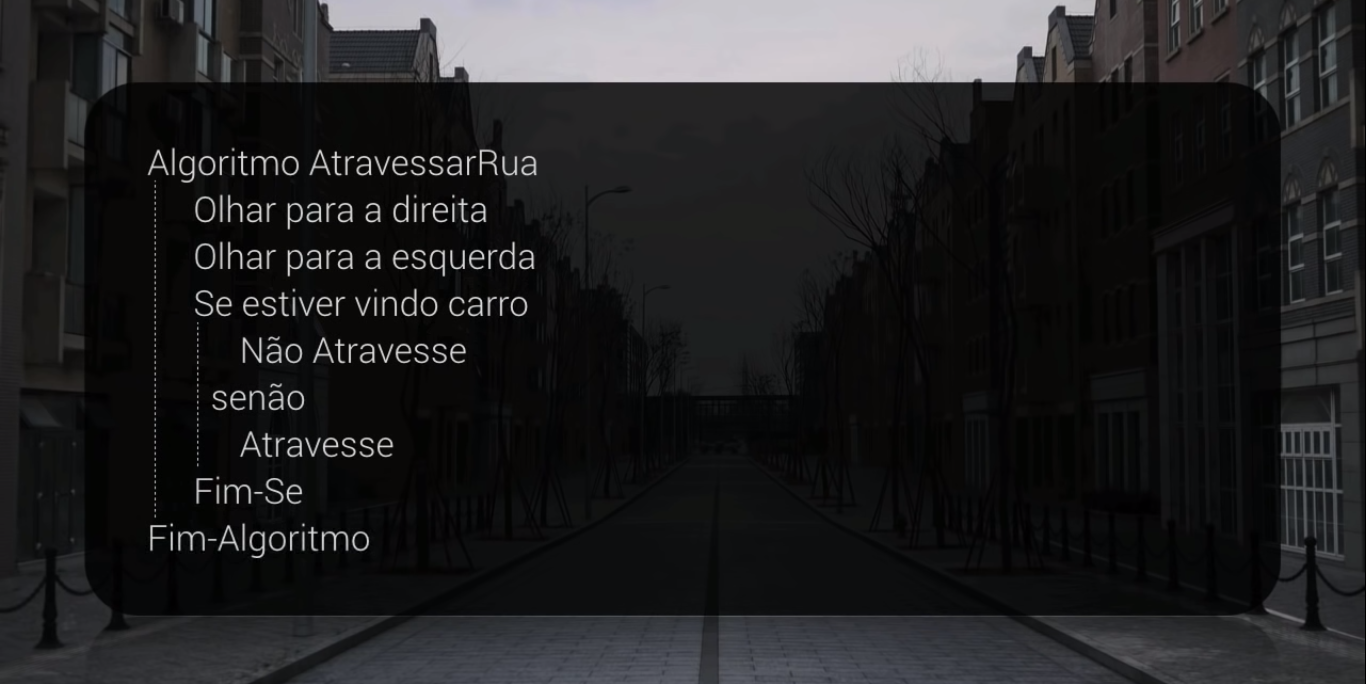 Algoritmo AtravessarRua
Olhar para a direita
Olhar para a esquerda
Se estiver vindo carro
Não Atravesse
senão
Atravesse
Fim-Se
Fim-Algoritmo